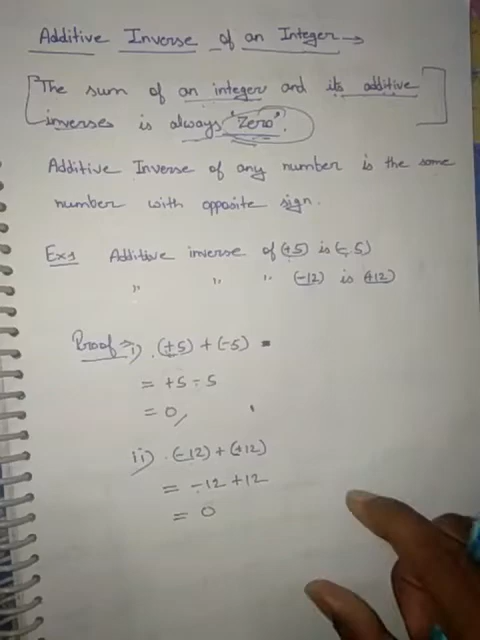 Additive Inverse of an Integer →
[The sum of an integer and its additive
inverses is always 'Zero'.]
Additive Inverse of any number is the same
number with opposite sign.
Ex1 Additive inverse of (+5) is (-5)
" " " (-12) is (+12)
Proof → i) (+5) + (-5) =
= +5 - 5
= 0,
ii) (-12) + (+12)
= -12 + 12
= 0